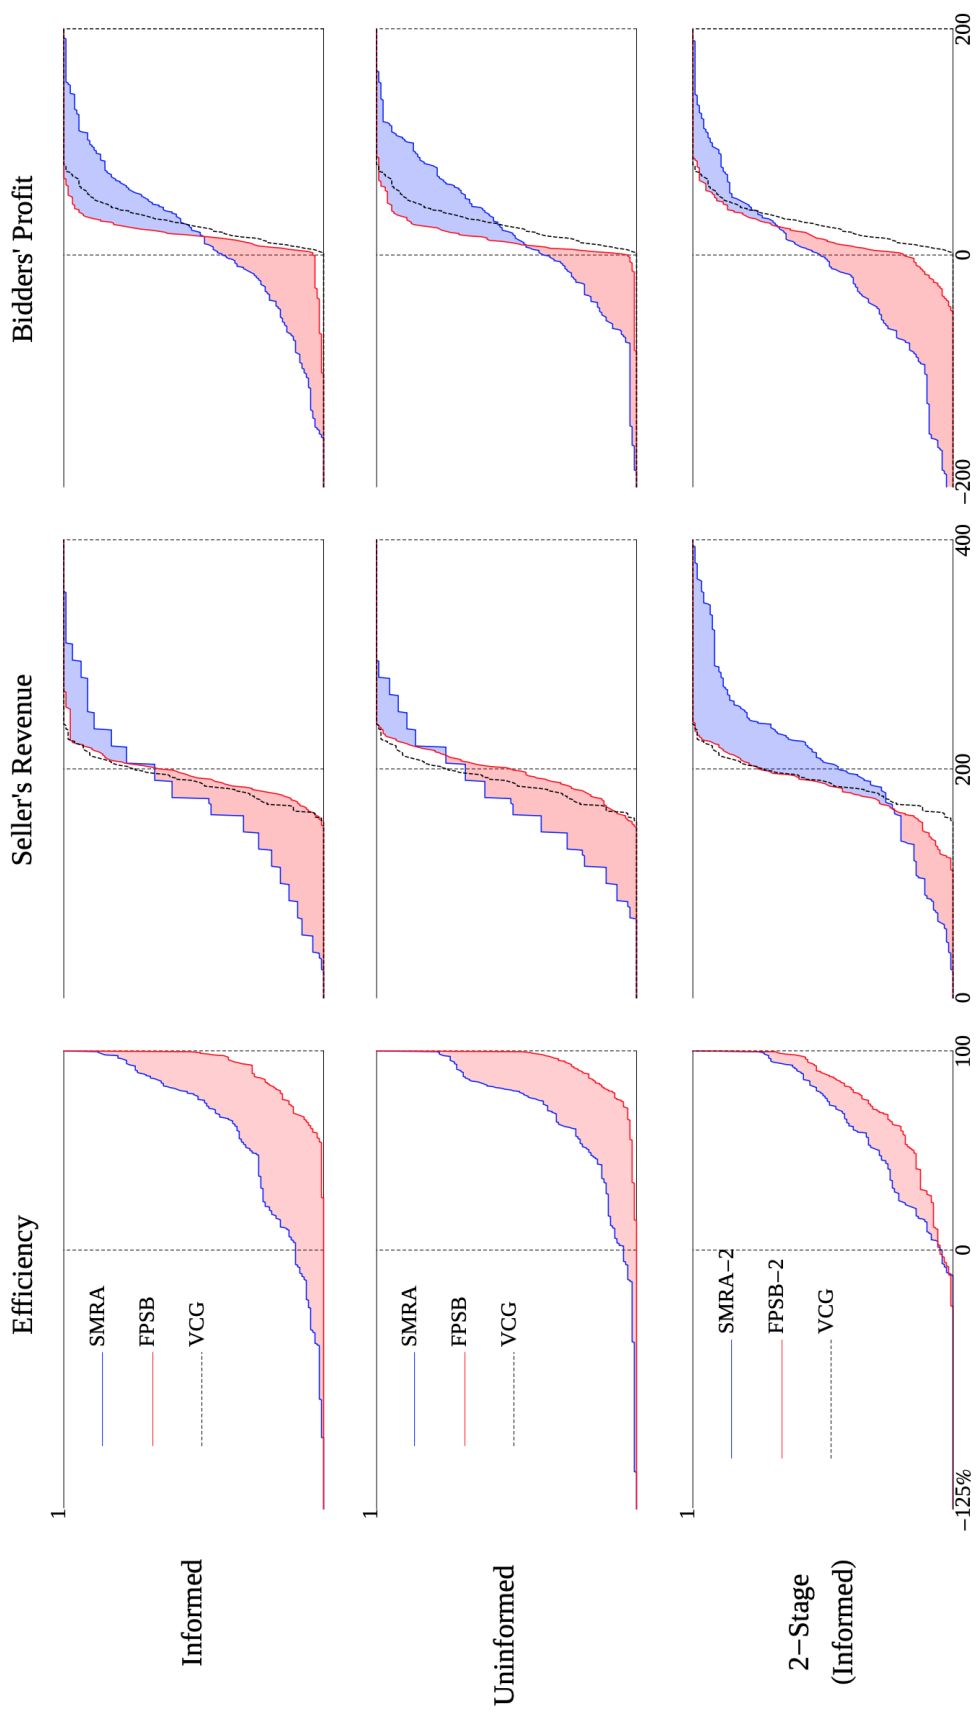 Efficiency
Seller's Revenue
Bidders' Profit
Informed
1
SMRA
FPSB
VCG
Uninformed
1
SMRA
FPSB
VCG
2−Stage
(Informed)
1
SMRA−2
FPSB−2
VCG
−125%
0
100
0
200
400
−200
0
200